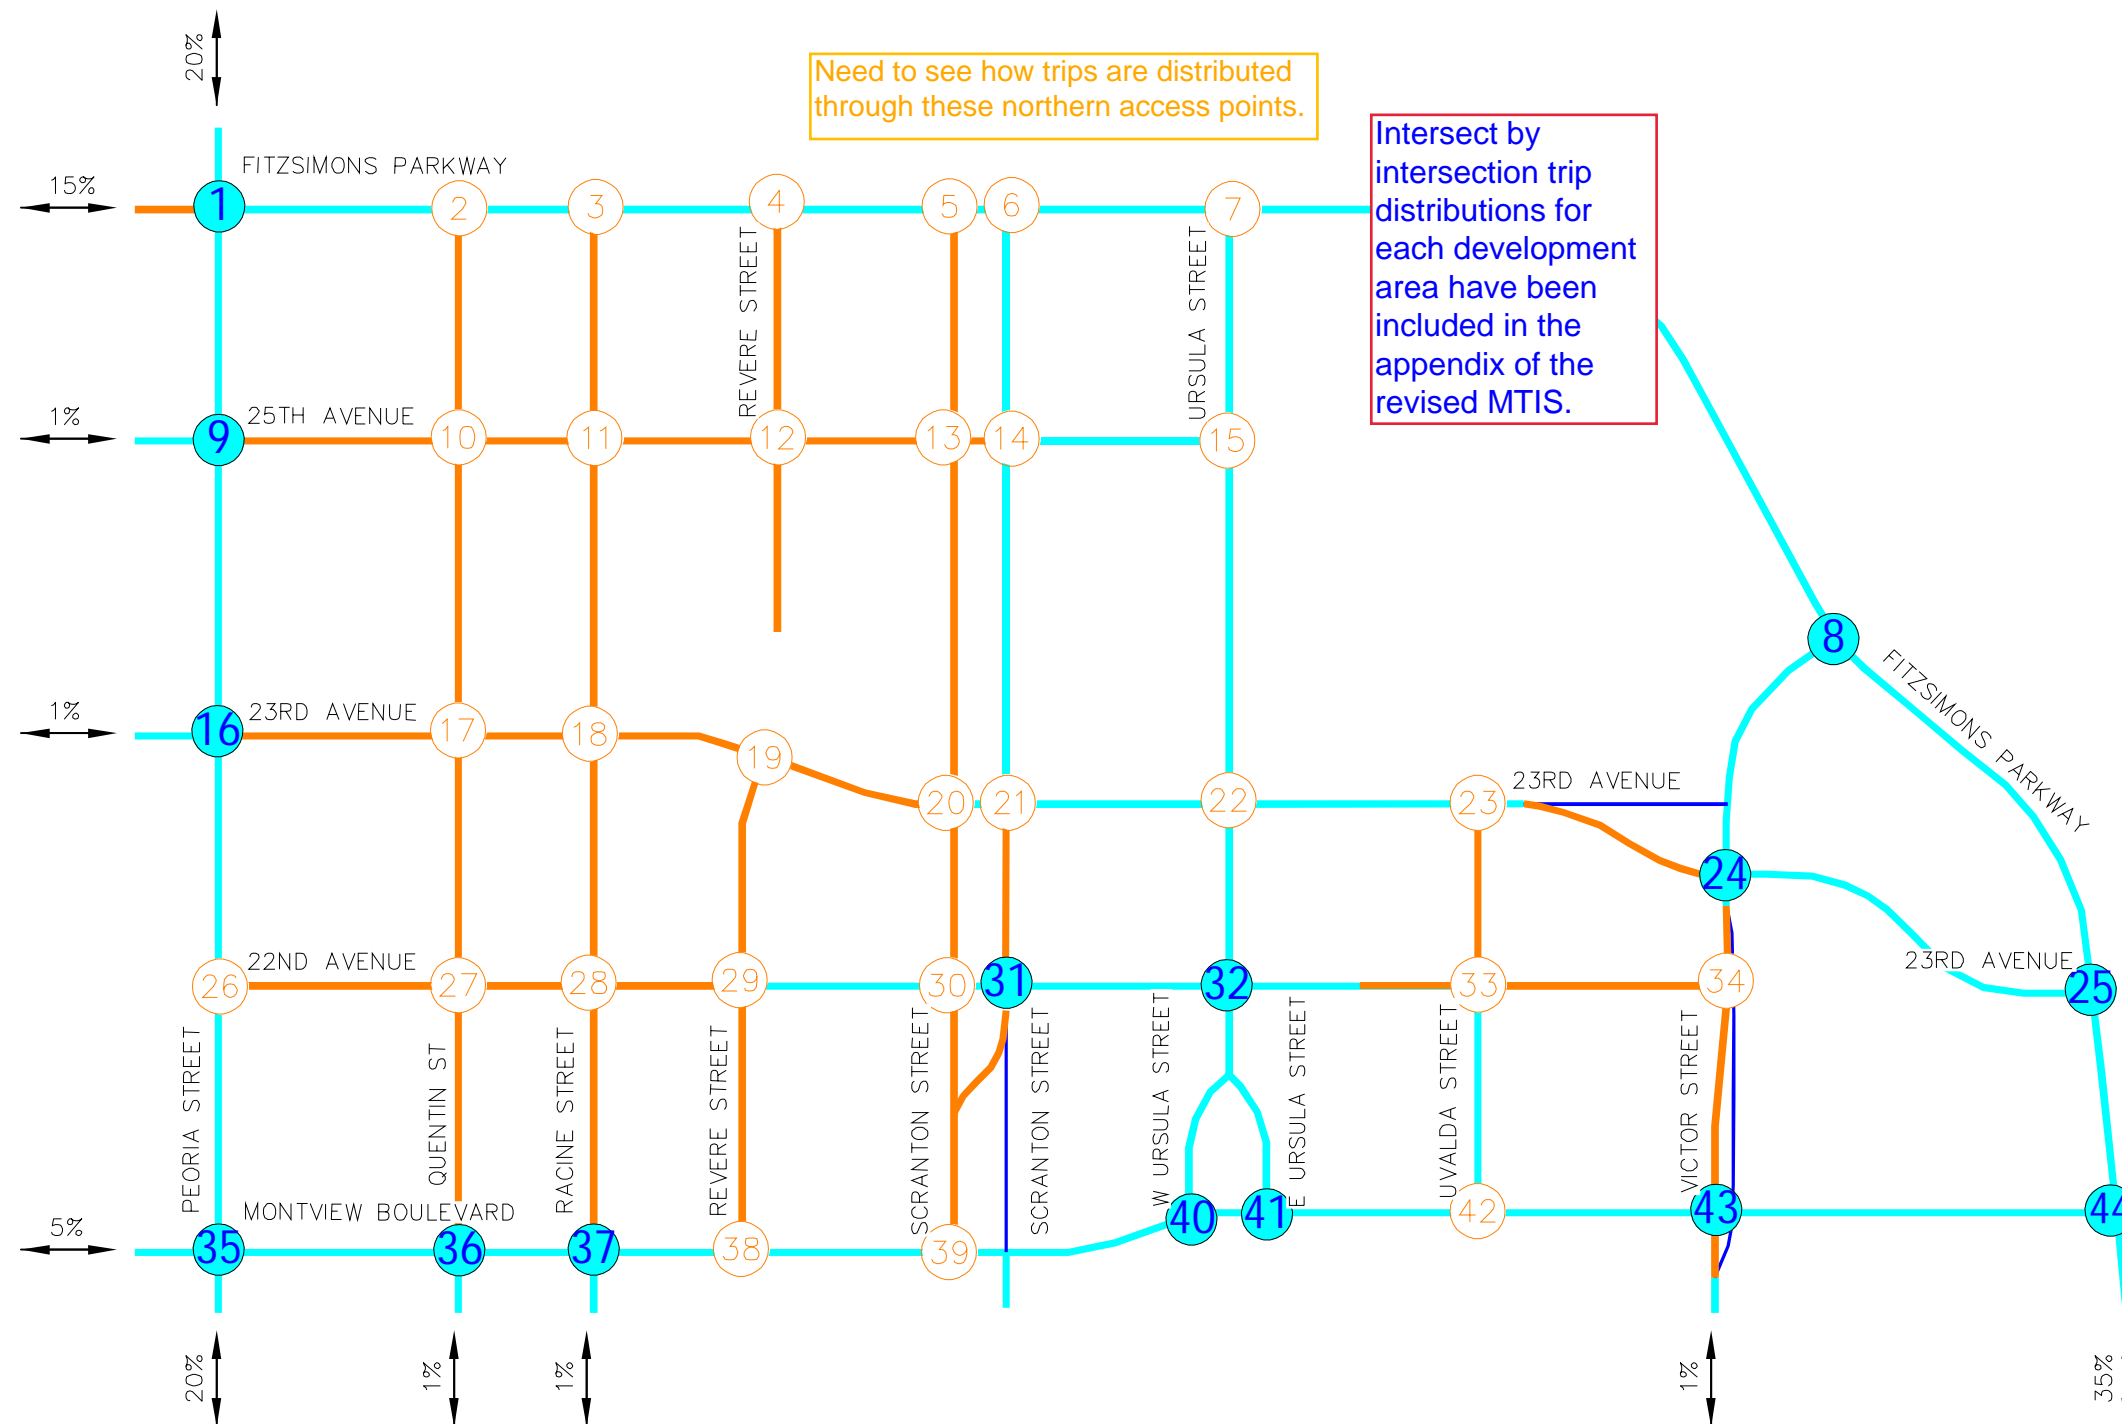 20%
Need to see how trips are distributed
through these northern access points.
Intersect by
intersection trip
distributions for
each development
area have been
included in the
appendix of the
revised MTIS.
FITZSIMONS PARKWAY
15%
1
2
3
4
5
6
7
REVERE STREET
URSULA STREET
1%
25TH AVENUE
9
10
11
12
13
14
15
8
FITZSIMONS PARKWAY
1%
23RD AVENUE
16
17
18
19
20
21
22
23
23RD AVENUE
24
23RD AVENUE
25
22ND AVENUE
26
27
28
29
30
31
32
33
34
PEORIA STREET
QUENTIN ST
RACINE STREET
REVERE STREET
SCRANTON STREET
SCRANTON STREET
W URSULA STREET
E URSULA STREET
UVALDA STREET
VICTOR STREET
5%
MONTVIEW BOULEVARD
35
36
37
38
39
40
41
42
43
44
20%
1%
1%
1%
35%